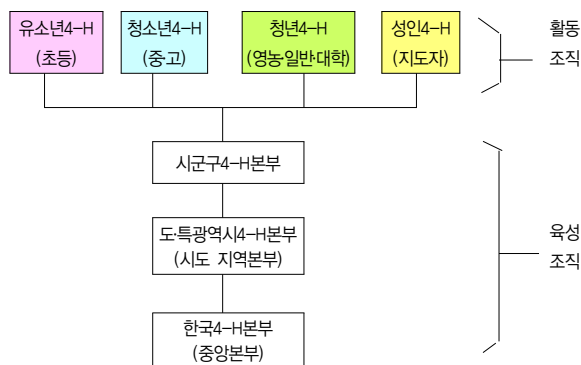 유소년4-H
(초등)
청소년4-H
(중·고)
청년4-H
(영농·일반·대학)
성인4-H
(지도자)
활동
조직
시군구4-H본부
도·특광역시4-H본부
(시도 지역본부)
한국4-H본부
(중앙본부)
육성
조직